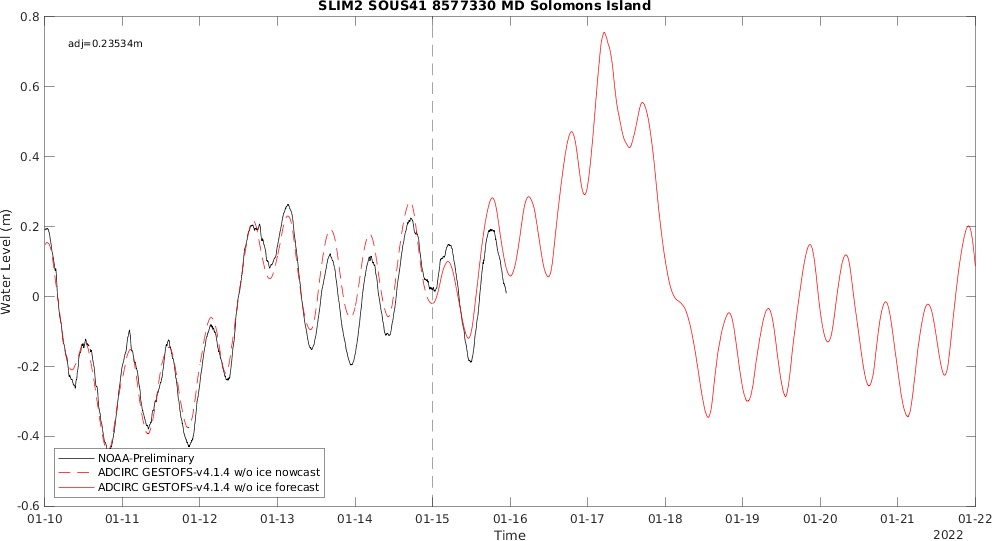 SLIM2 SOUS41 8577330 MD Solomons Island
adj=0.23534m
0.8
0.6
0.4
0.2
0
-0.2
-0.4
-0.6
Water Level (m)
NOAA-Preliminary
ADCIRC GESTOFS-v4.1.4 w/o ice nowcast
ADCIRC GESTOFS-v4.1.4 w/o ice forecast
01-10 01-11 01-12 01-13 01-14 01-15 01-16 01-17 01-18 01-19 01-20 01-21 01-22
Time
2022